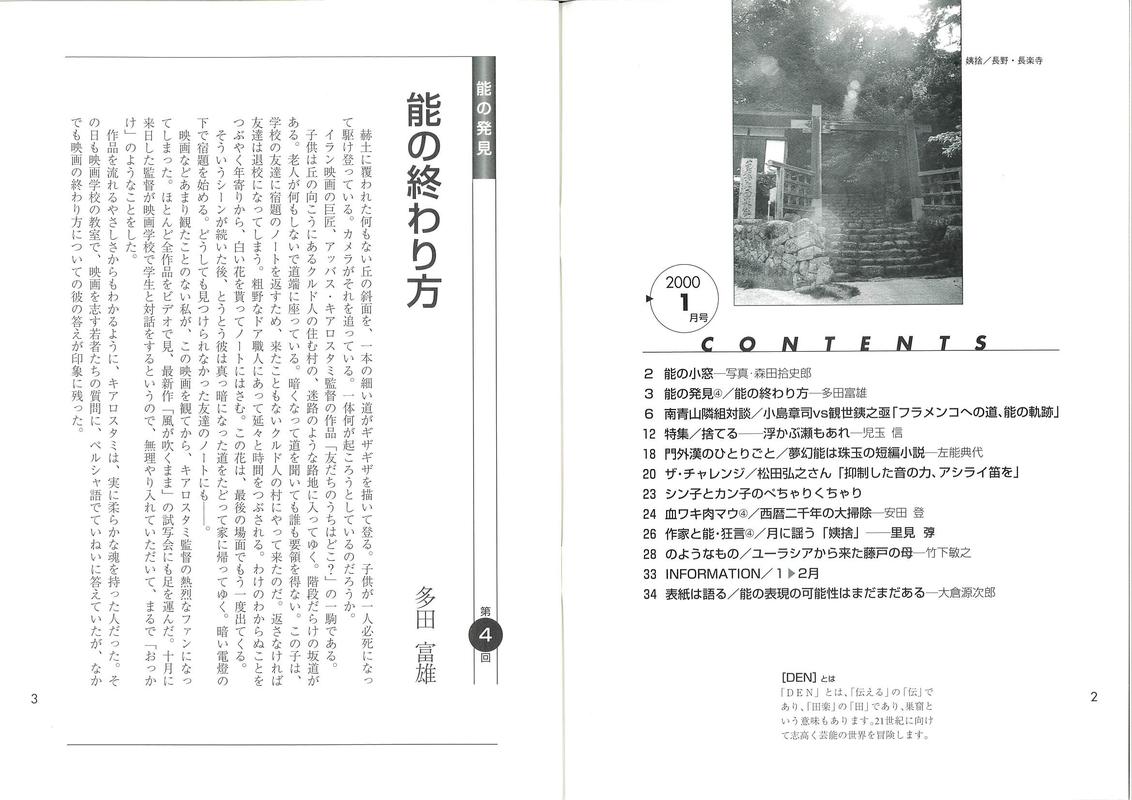 姨捨／長野・長楽寺
2000
1
月号
CONTENTS
2 能の小窓─写真・森田拾史郎
3 能の発見④／能の終わり方─多田富雄
6 南青山隣組対談／小島章司vs観世銕之亟「フラメンコへの道、能の軌跡」
12 特集／捨てる──浮かぶ瀬もあれ─児玉 信
18 門外漢のひとりごと／夢幻能は珠玉の短編小説─左能典代
20 ザ・チャレンジ／松田弘之さん「抑制した音の力、アシライ笛を」
23 シン子とカン子のぺちゃりくちゃり
24 血ワキ肉マウ④／西暦二千年の大掃除─安田 登
26 作家と能・狂言④／月に謡う「姨捨」──里見 弴
28 のようなもの／ユーラシアから来た藤戸の母─竹下敏之
33 INFORMATION／1▶2月
34 表紙は語る／能の表現の可能性はまだまだある─大倉源次郎
［DEN］とは
「DEN」とは、「伝える」の「伝」で
あり、「田楽」の「田」であり、巣窟と
いう意味もあります。21世紀に向け
て志高く芸能の世界を冒険します。
2
能の発見
第4回
能の終わり方
多田 富雄
赫土に覆われた何もない丘の斜面を、一本の細い道がギザギザを描いて登る。子供が一人必死になっ
て駆け登っている。カメラがそれを追っている。一体何が起ころうとしているのだろうか。
イラン映画の巨匠、アッバス・キアロスタミ監督の作品「友だちのうちはどこ？」の一駒である。
子供は丘の向こうにあるクルド人の住む村の、迷路のような路地に入ってゆく。階段だらけの坂道が
ある。老人が何もしないで道端に座っている。暗くなって道を聞いても誰も要領を得ない。この子は、
学校の友達に宿題のノートを返すため、来たこともないクルド人の村にやって来たのだ。返さなければ
友達は退校になってしまう。粗野なドア職人にあって延々と時間をつぶされる。わけのわからぬことを
つぶやく年寄りから、白い花を貰ってノートにはさむ。この花は、最後の場面でもう一度出てくる。
そういうシーンが続いた後、とうとう彼は真っ暗になった道をたどって家に帰ってゆく。暗い電燈の
下で宿題を始める。どうしても見つけられなかった友達のノートにも──。
映画などあまり観たことのない私が、この映画を観てから、キアロスタミ監督の熱烈なファンになっ
てしまった。ほとんど全作品をビデオで見、最新作「風が吹くまま」の試写会にも足を運んだ。十月に
来日した監督が映画学校で学生と対話をするというので、無理やり入れていただいて、まるで「おっか
け」のようなことをした。
作品を流れるやさしさからもわかるように、キアロスタミは、実に柔らかな魂を持った人だった。そ
の日も映画学校の教室で、映画を志す若者たちの質問に、ペルシャ語でていねいに答えていたが、なか
でも映画の終わり方についての彼の答えが印象に残った。
3